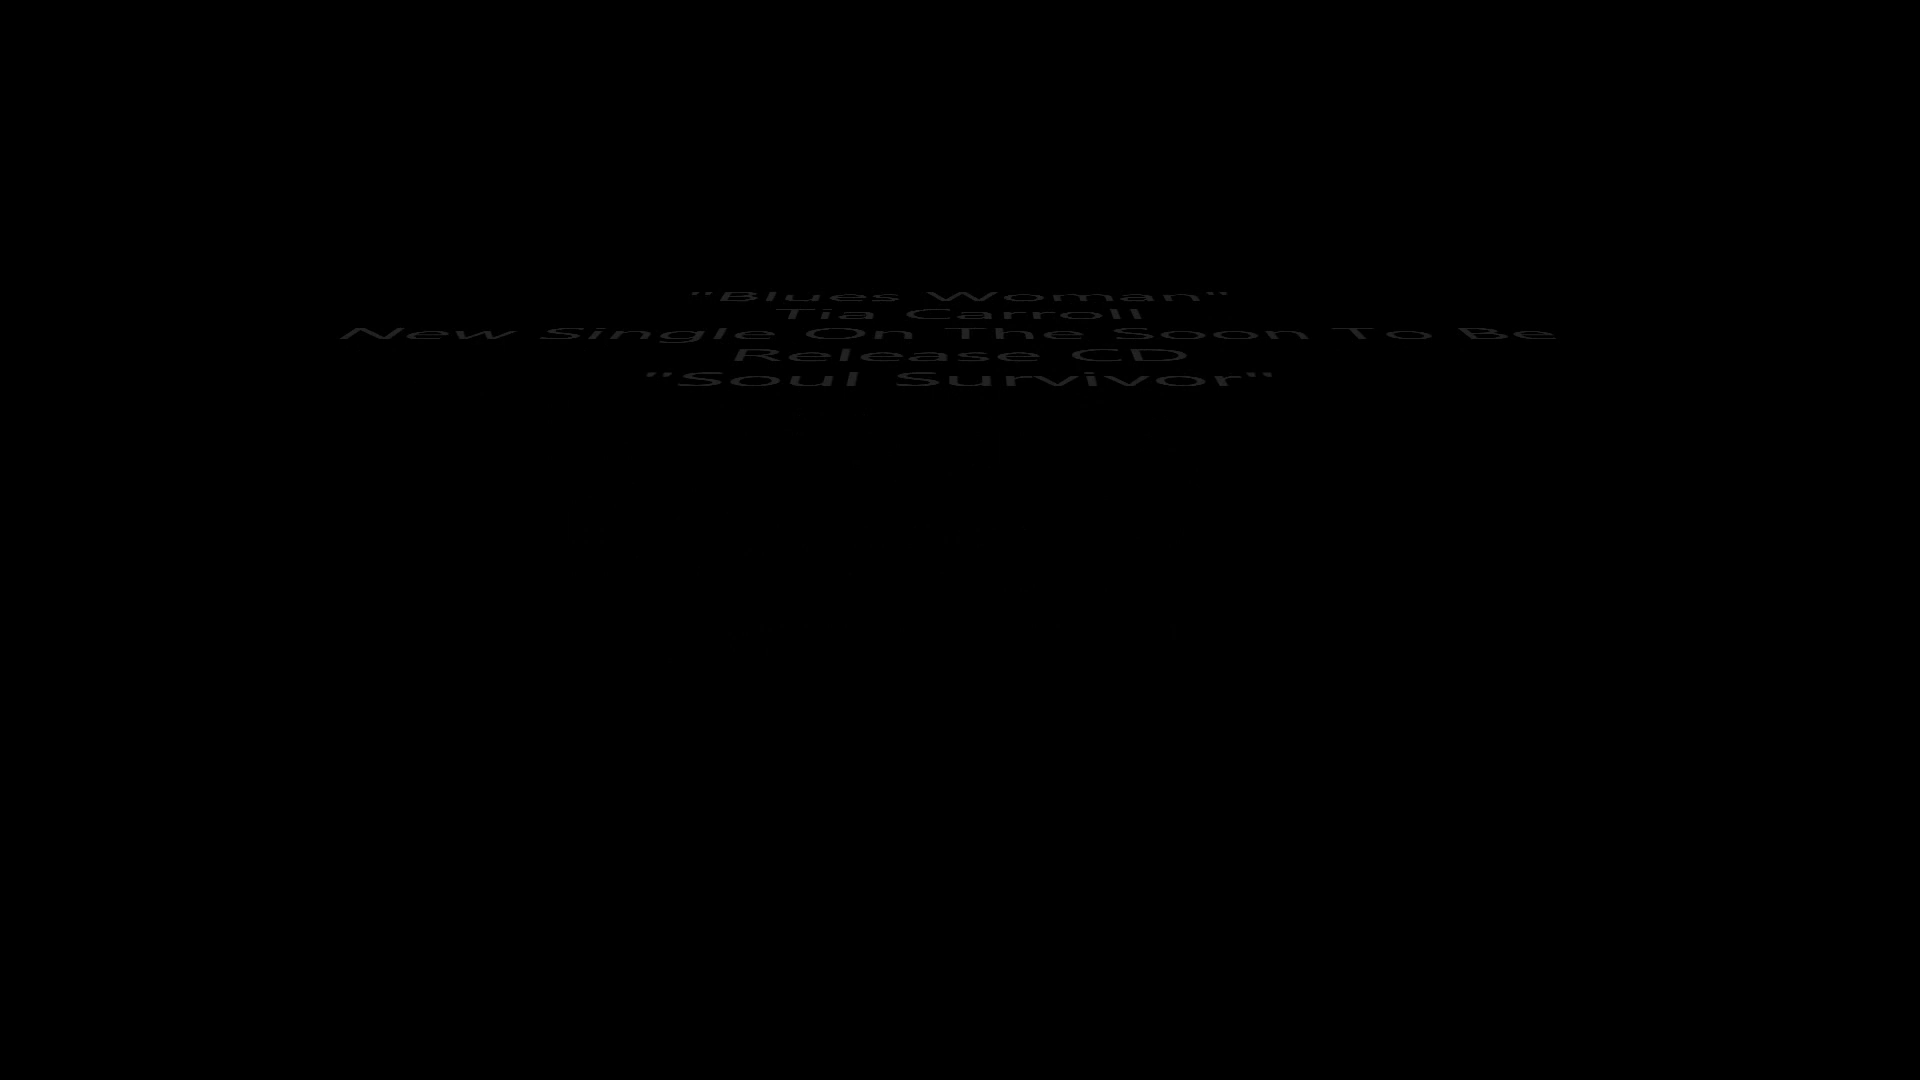 "Blues Woman"
Tia Carroll
New Single On The Soon To Be
Release CD
"Soul Survivor"